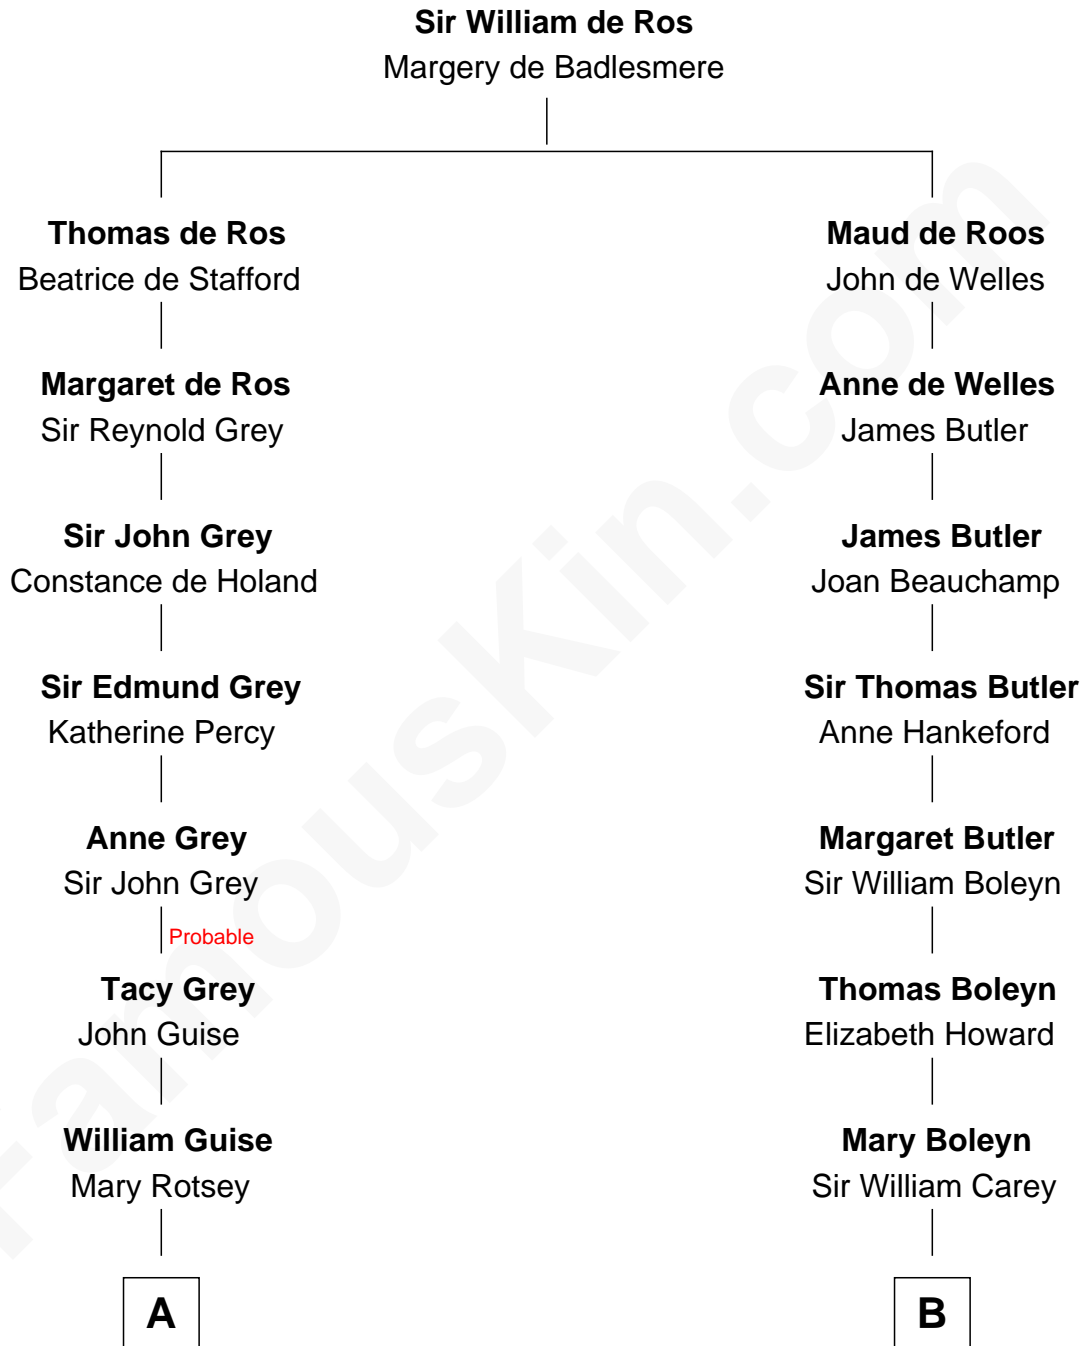 Sir William de Ros
Margery de Badlesmere
Thomas de Ros
Beatrice de Stafford
Maud de Roos
John de Welles
Margaret de Ros
Sir Reynold Grey
Anne de Welles
James Butler
Sir John Grey
Constance de Holand
James Butler
Joan Beauchamp
Sir Edmund Grey
Katherine Percy
Sir Thomas Butler
Anne Hankeford
Anne Grey
Sir John Grey
Margaret Butler
Sir William Boleyn
Probable
Tacy Grey
John Guise
Thomas Boleyn
Elizabeth Howard
William Guise
Mary Rotsey
Mary Boleyn
Sir William Carey
A
B
FamousKin.com